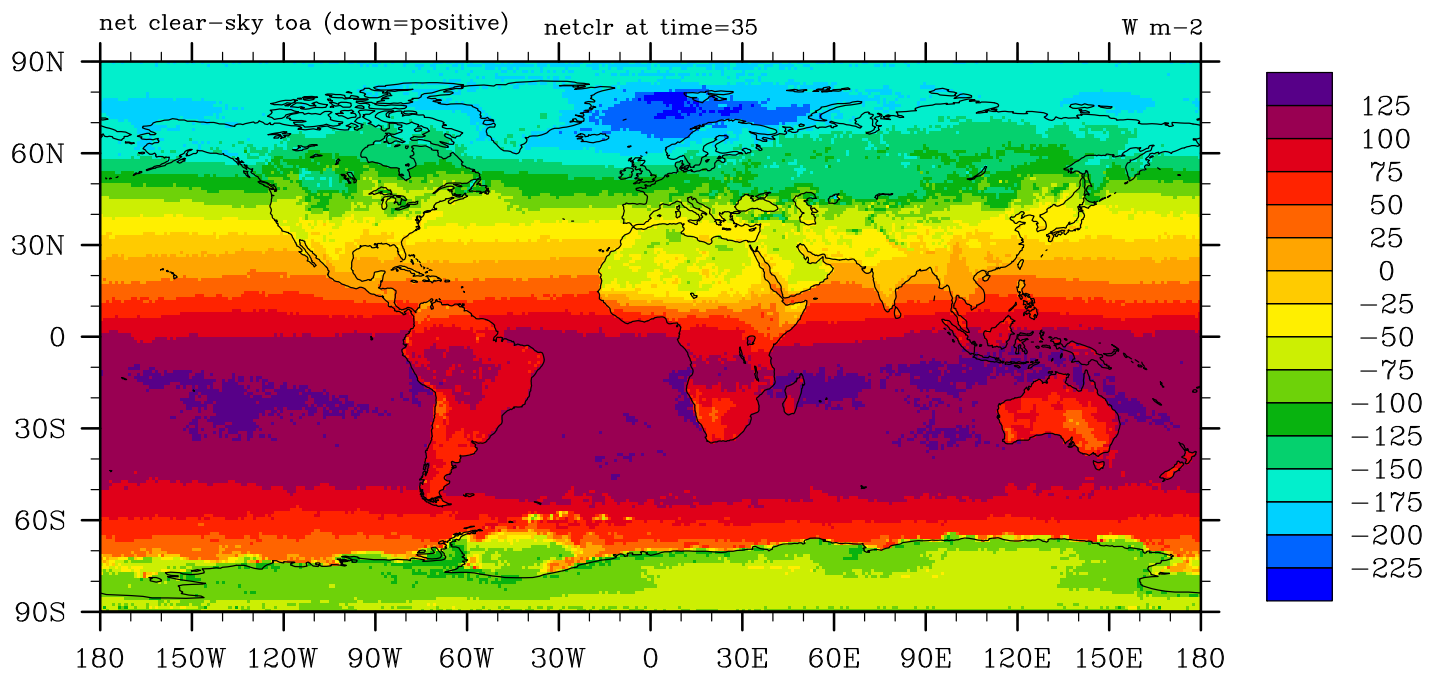 net clear−sky toa (down=positive) netclr at time=35 W m−2
90N
60N
30N
0
30S
60S
90S
180 150W 120W 90W 60W 30W 0 30E 60E 90E 120E 150E 180
125
100
75
50
25
0
−25
−50
−75
−100
−125
−150
−175
−200
−225